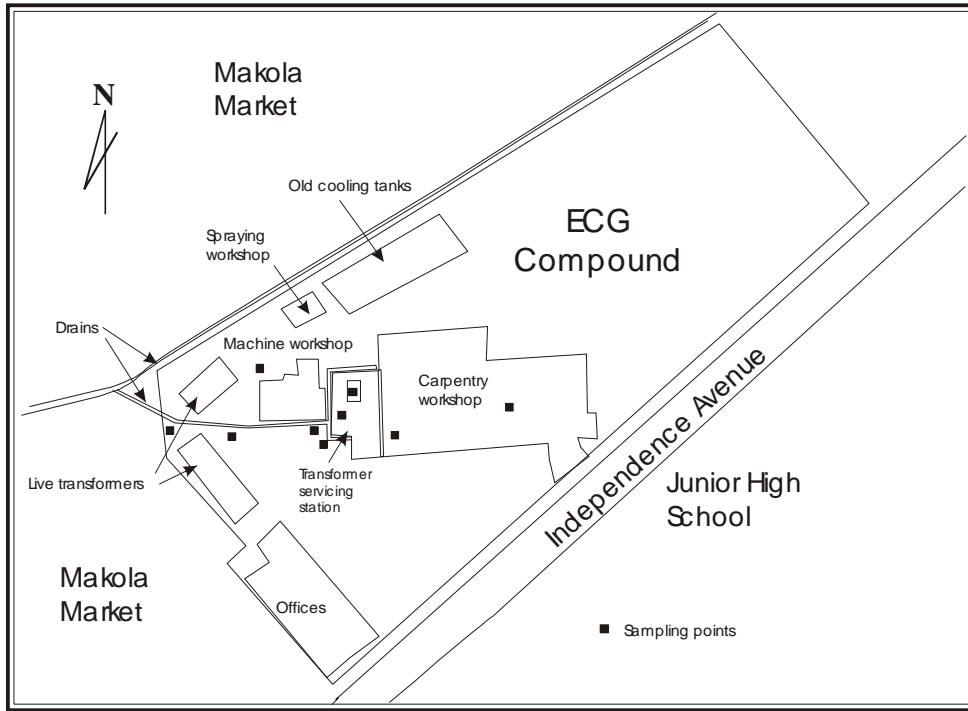 Makola
Market
N
Old cooling tanks
Spraying
workshop
ECG
Compound
Drains
Machine workshop
Carpentry
workshop
Independence Avenue
Live transformers
Transformer
servicing
station
Junior High
School
Makola
Market
Offices
Sampling points